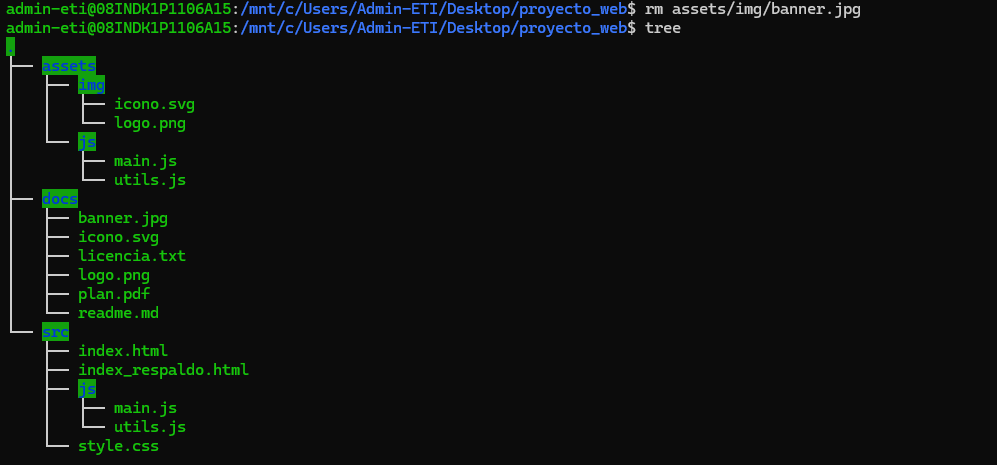 admin-eti@08INDK1P1106A15:/mnt/c/Users/Admin-ETI/Desktop/proyecto_web$ rm assets/img/banner.jpg
admin-eti@08INDK1P1106A15:/mnt/c/Users/Admin-ETI/Desktop/proyecto_web$ tree
.
├── assets
│   ├── img
│   │   ├── icono.svg
│   │   └── logo.png
│   └── js
│       ├── main.js
│       └── utils.js
├── docs
│   ├── banner.jpg
│   ├── icono.svg
│   ├── licencia.txt
│   ├── logo.png
│   ├── plan.pdf
│   └── readme.md
└── src
    ├── index.html
    ├── index_respaldo.html
    ├── js
    │   ├── main.js
    │   └── utils.js
    └── style.css